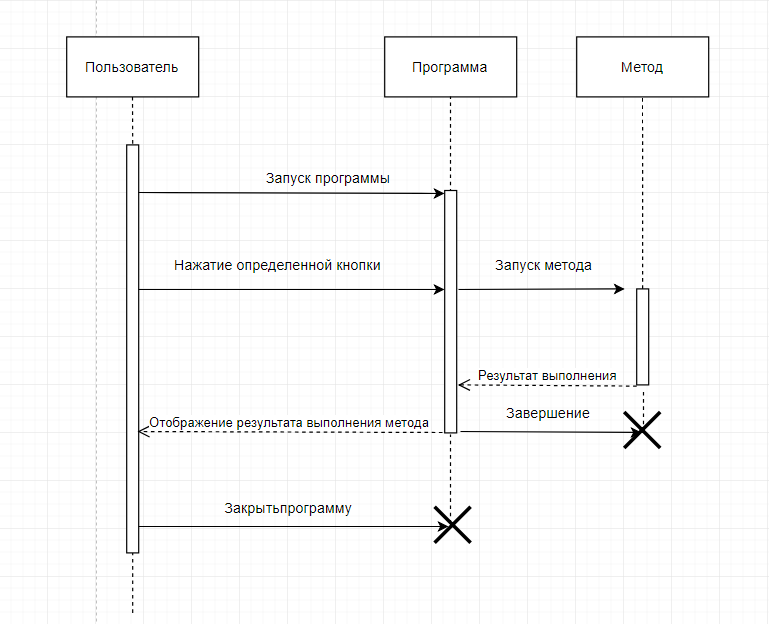 Пользователь
Программа
Метод
Запуск программы
Нажатие определенной кнопки
Запуск метода
Результат выполнения
Завершение
Отображение результата выполнения метода
Закрытьпрограмму